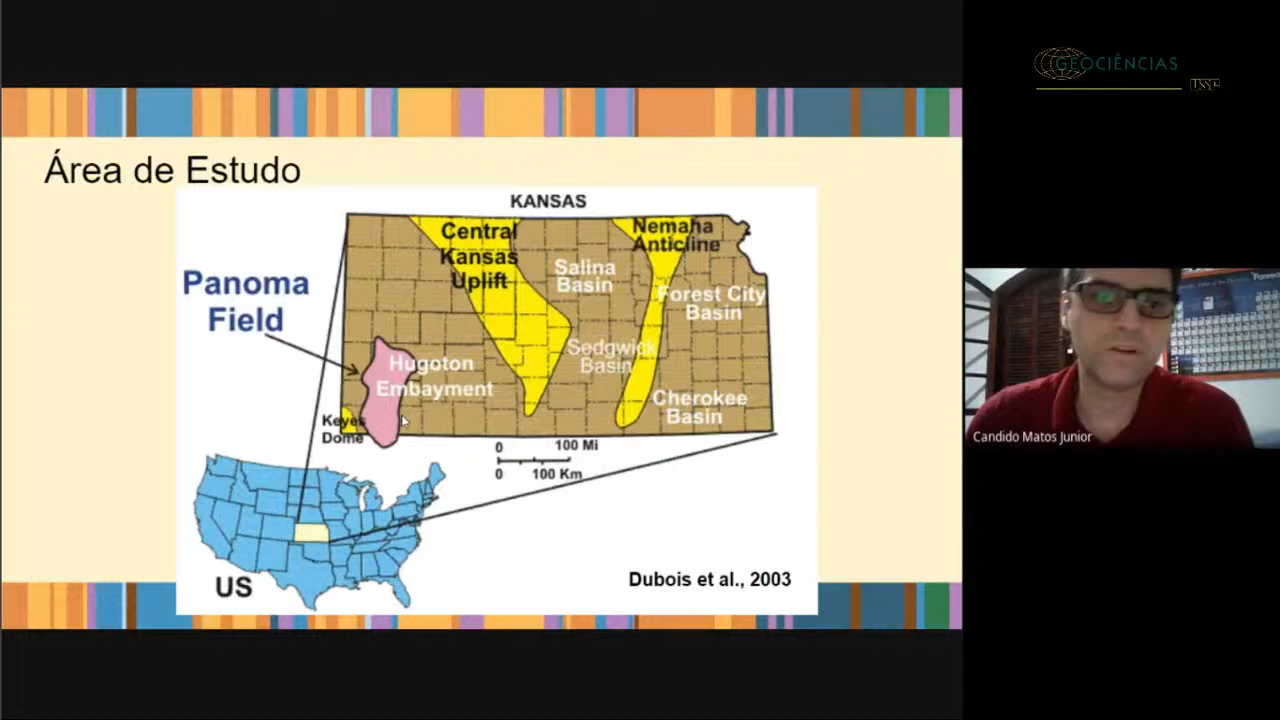 GEOCIÊNCIAS
USP
Área de Estudo
KANSAS
Central
Kansas
Uplift
Nemaha
Anticline
Salina
Basin
Forest City
Basin
Panoma
Field
Sedgwick
Basin
Hugoton
Embayment
Cherokee
Basin
Keyes
Dome
0 100 Mi
0 100 Km
US
Dubois et al., 2003
Candido Matos Junior